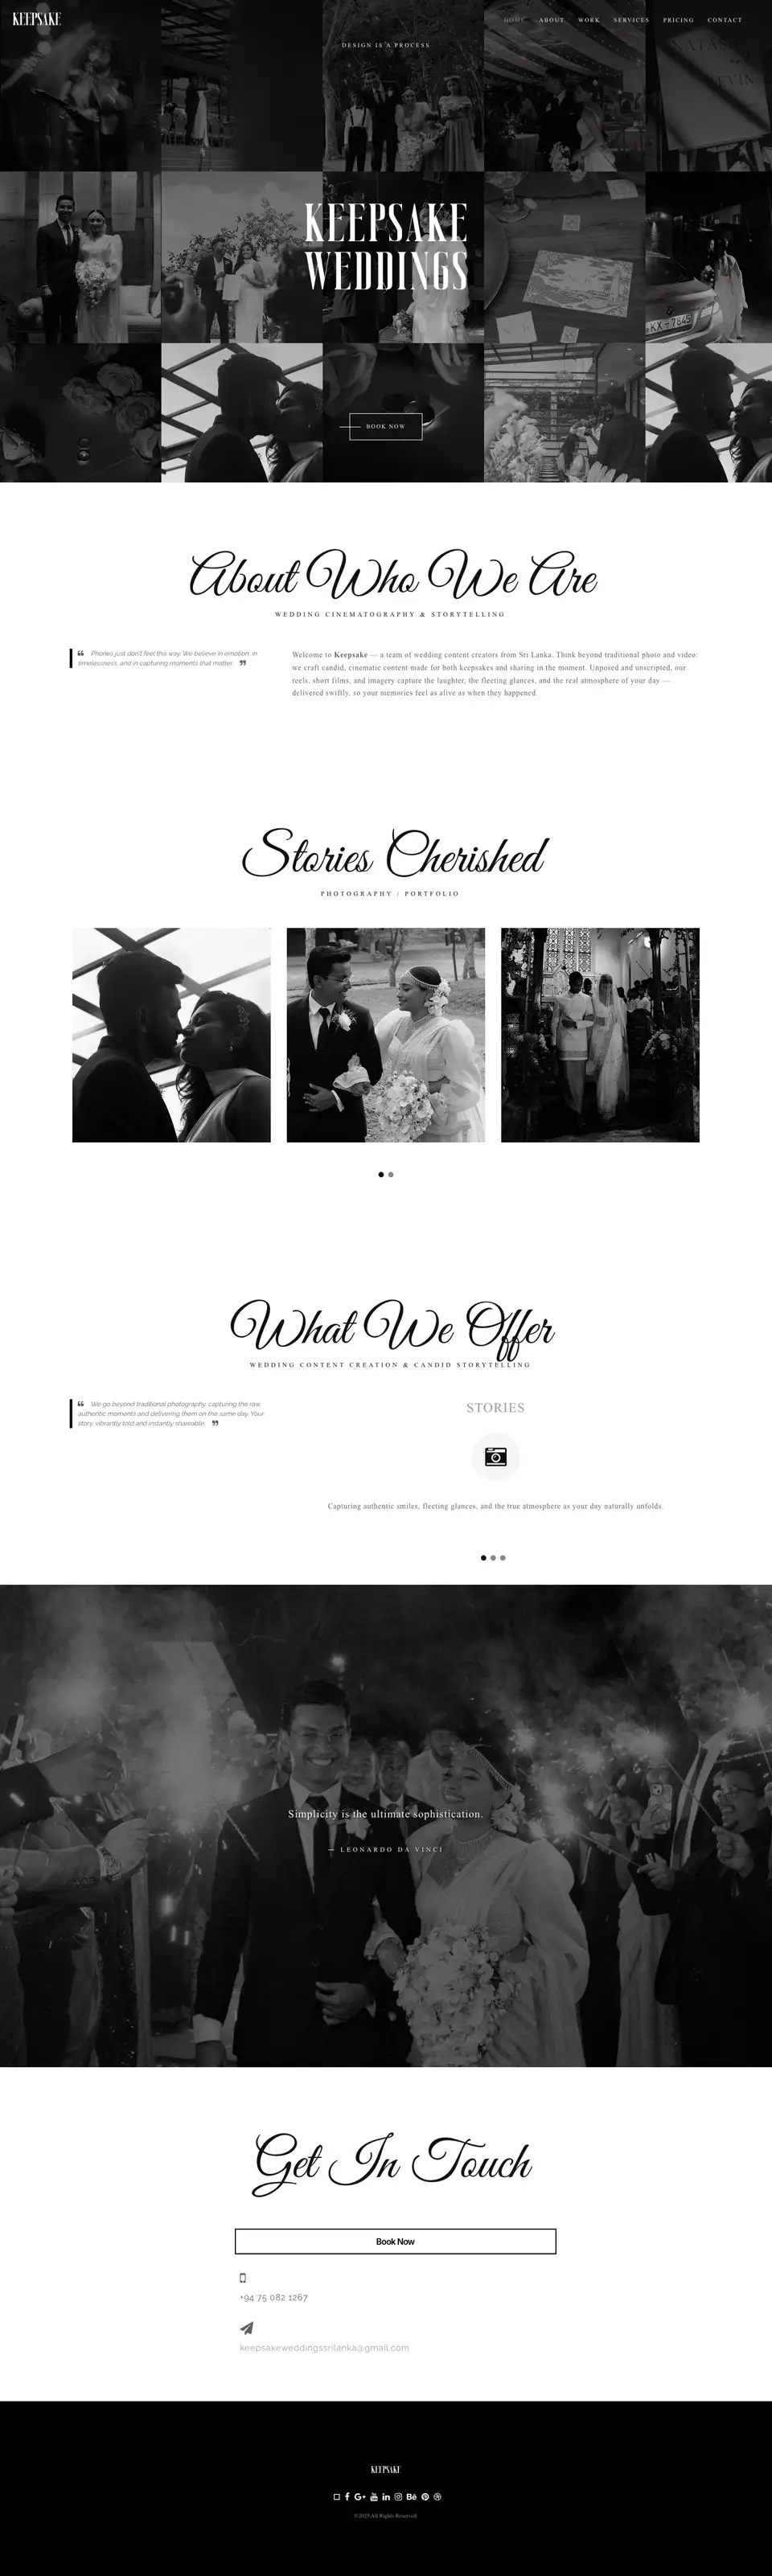 KEEPSAKE
HOME ABOUT WORK SERVICES PRICING CONTACT
DESIGN IS A PROCESS
KEEPSAKE
WEDDINGS
KX - 7845
BOOK NOW
About Who We Are
WEDDING CINEMATOGRAPHY & STORYTELLING
❝ Phones just don't feel this way. We believe in emotion, in
timelessness, and in capturing moments that matter. ❞
Welcome to Keepsake — a team of wedding content creators from Sri Lanka. Think beyond traditional photo and video:
we craft candid, cinematic content made for both keepsakes and sharing in the moment. Unposed and unscripted, our
reels, short films, and imagery capture the laughter, the fleeting glances, and the real atmosphere of your day —
delivered swiftly, so your memories feel as alive as when they happened.
Stories Cherished
PHOTOGRAPHY / PORTFOLIO
What We Offer
WEDDING CONTENT CREATION & CANDID STORYTELLING
❝ We go beyond traditional photography, capturing the raw,
authentic moments and delivering them on the same day. Your
story, vibrantly told and instantly shareable. ❞
STORIES
Capturing authentic smiles, fleeting glances, and the true atmosphere as your day naturally unfolds.
Simplicity is the ultimate sophistication.
— LEONARDO DA VINCI
Get In Touch
Book Now
+94 75 082 1267
keepsakeweddingssrilanka@gmail.com
KEEPSAKE
©2025 All Rights Reserved